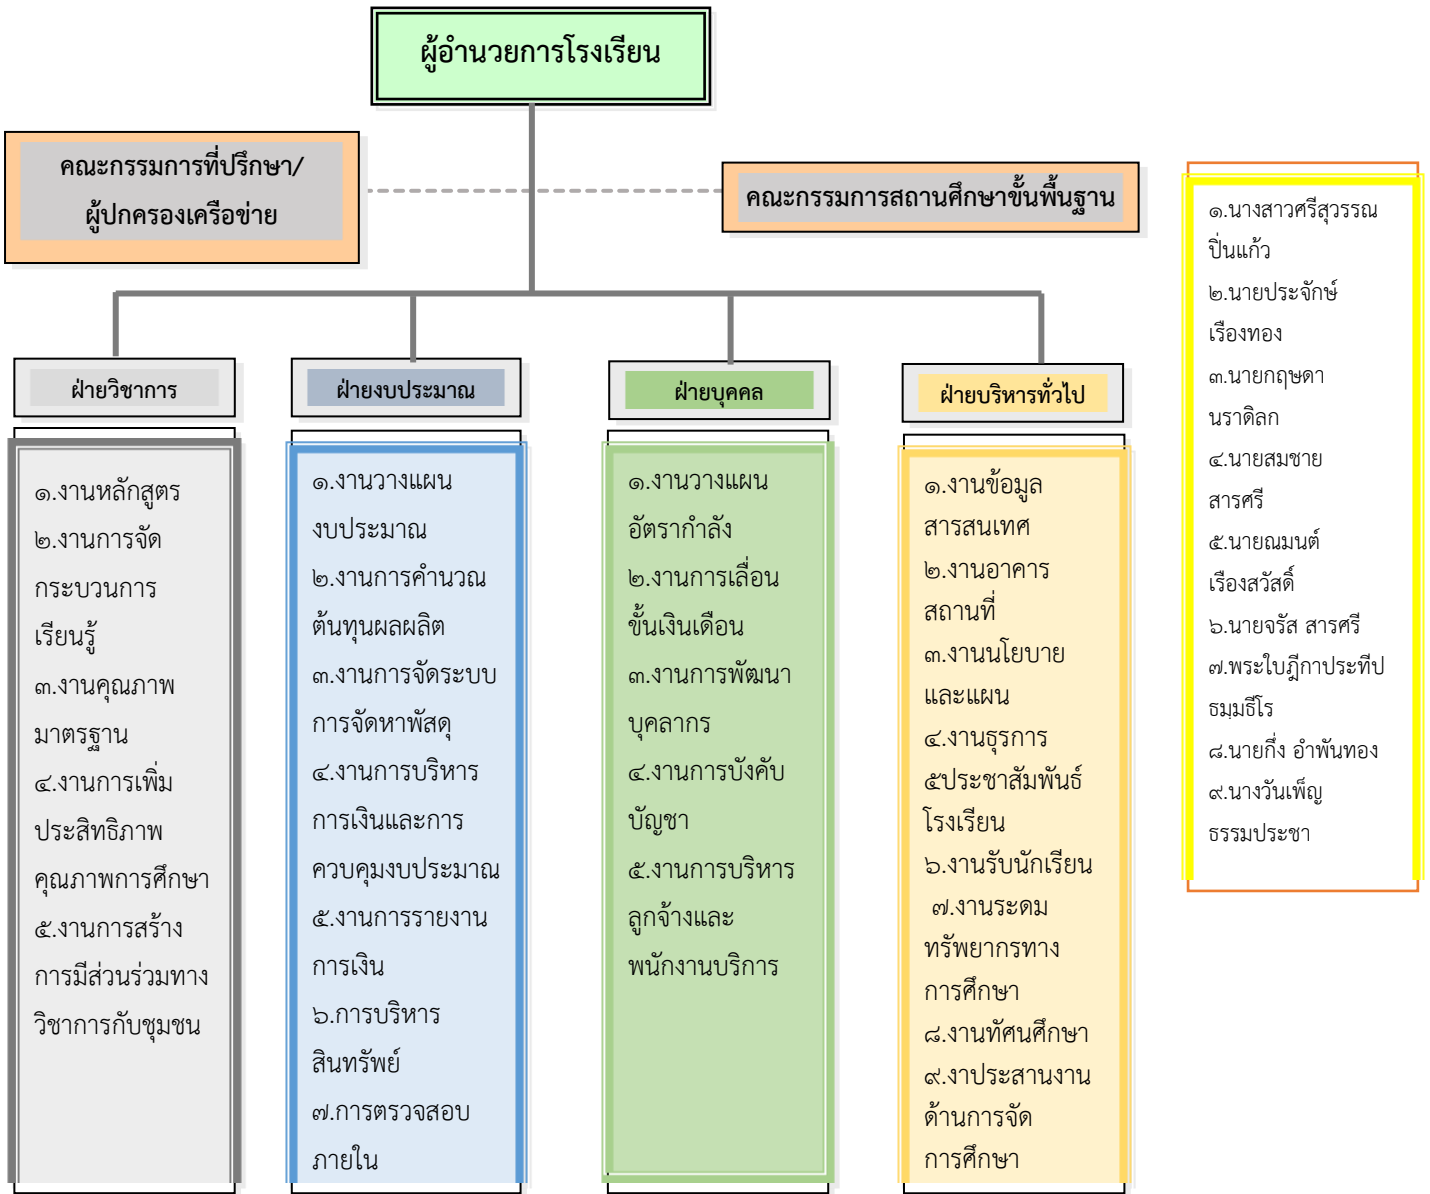 ผู้อำนวยการโรงเรียน
คณะกรรมการที่ปรึกษา/
ผู้ปกครองเครือข่าย
คณะกรรมการสถานศึกษาขั้นพื้นฐาน
ฝ่ายวิชาการ
๑.งานหลักสูตร
๒.งานการจัด
กระบวนการ
เรียนรู้
๓.งานคุณภาพ
มาตรฐาน
๔.งานการเพิ่ม
ประสิทธิภาพ
คุณภาพการศึกษา
๕.งานการสร้าง
การมีส่วนร่วมทาง
วิชาการกับชุมชน
ฝ่ายงบประมาณ
๑.งานวางแผน
งบประมาณ
๒.งานการคำนวณ
ต้นทุนผลผลิต
๓.งานการจัดระบบ
การจัดหาพัสดุ
๔.งานการบริหาร
การเงินและการ
ควบคุมงบประมาณ
๕.งานการรายงาน
การเงิน
๖.การบริหาร
สินทรัพย์
๗.การตรวจสอบ
ภายใน
ฝ่ายบุคคล
๑.งานวางแผน
อัตรากำลัง
๒.งานการเลื่อน
ขั้นเงินเดือน
๓.งานการพัฒนา
บุคลากร
๔.งานการบังคับ
บัญชา
๕.งานการบริหาร
ลูกจ้างและ
พนักงานบริการ
ฝ่ายบริหารทั่วไป
๑.งานข้อมูล
สารสนเทศ
๒.งานอาคาร
สถานที่
๓.งานนโยบาย
และแผน
๔.งานธุรการ
๕ประชาสัมพันธ์
โรงเรียน
๖.งานรับนักเรียน
๗.งานระดม
ทรัพยากรทาง
การศึกษา
๘.งานทัศนศึกษา
๙.งาประสานงาน
ด้านการจัด
การศึกษา
๑.นางสาวศรีสุวรรณ
ปิ่นแก้ว
๒.นายประจักษ์
เรืองทอง
๓.นายกฤษดา
นราดิลก
๔.นายสมชาย
สารศรี
๕.นายณมนต์
เรืองสวัสดิ์
๖.นายจรัส สารศรี
๗.พระใบฎีกาประทีป
ธมฺมธีโร
๘.นายกึ่ง อำพันทอง
๙.นางวันเพ็ญ
ธรรมประชา